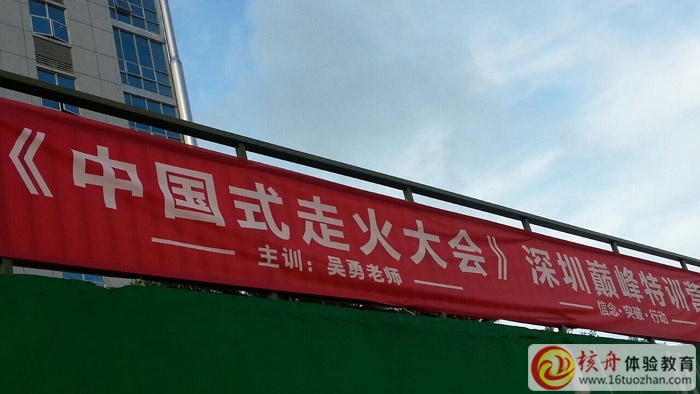 《中国式走火大会》深圳巅峰特训营
主训：吴勇老师
信念·突破·行动
核舟体验教育
www.16tuozhan.com